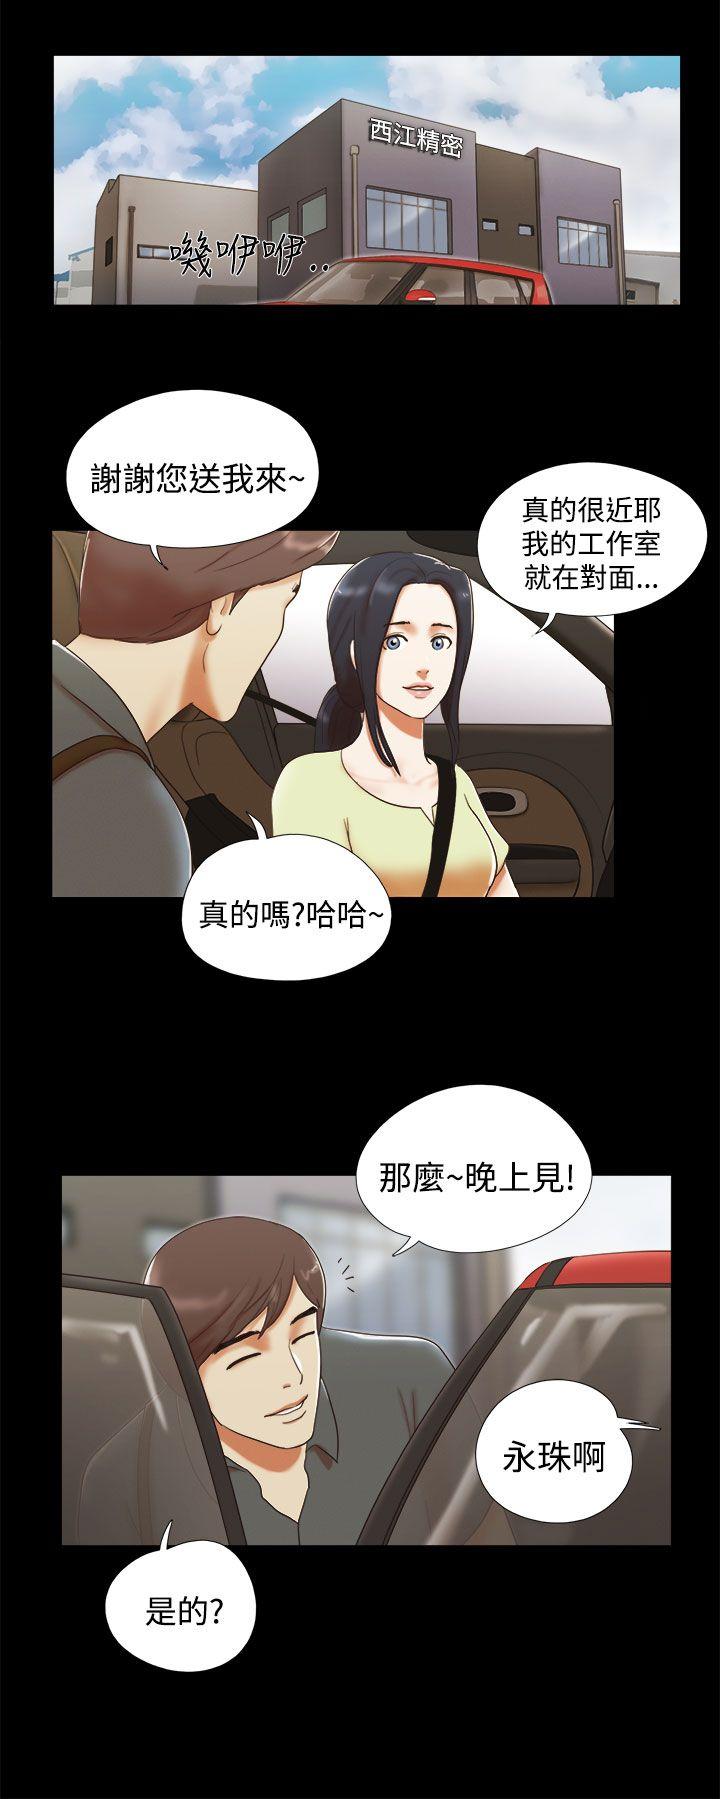 西江精密
嘰咿咿..
謝謝您送我來~
真的很近耶
我的工作室
就在對面...
真的嗎?哈哈~
那麼~晚上見!
永珠啊
是的?